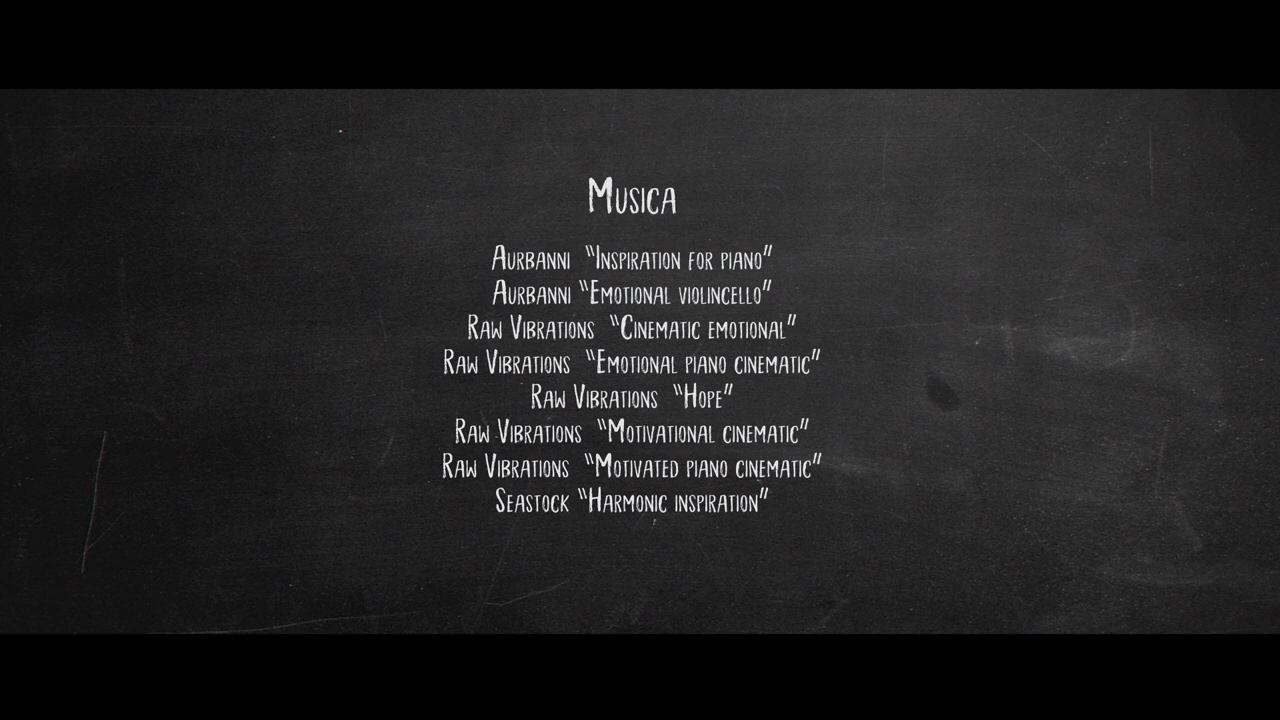 Musica
Aurbanni "Inspiration for piano"
Aurbanni "Emotional violincello"
Raw Vibrations "Cinematic emotional"
Raw Vibrations "Emotional piano cinematic"
Raw Vibrations "Hope"
Raw Vibrations "Motivational cinematic"
Raw Vibrations "Motivated piano cinematic"
Seastock "Harmonic inspiration"